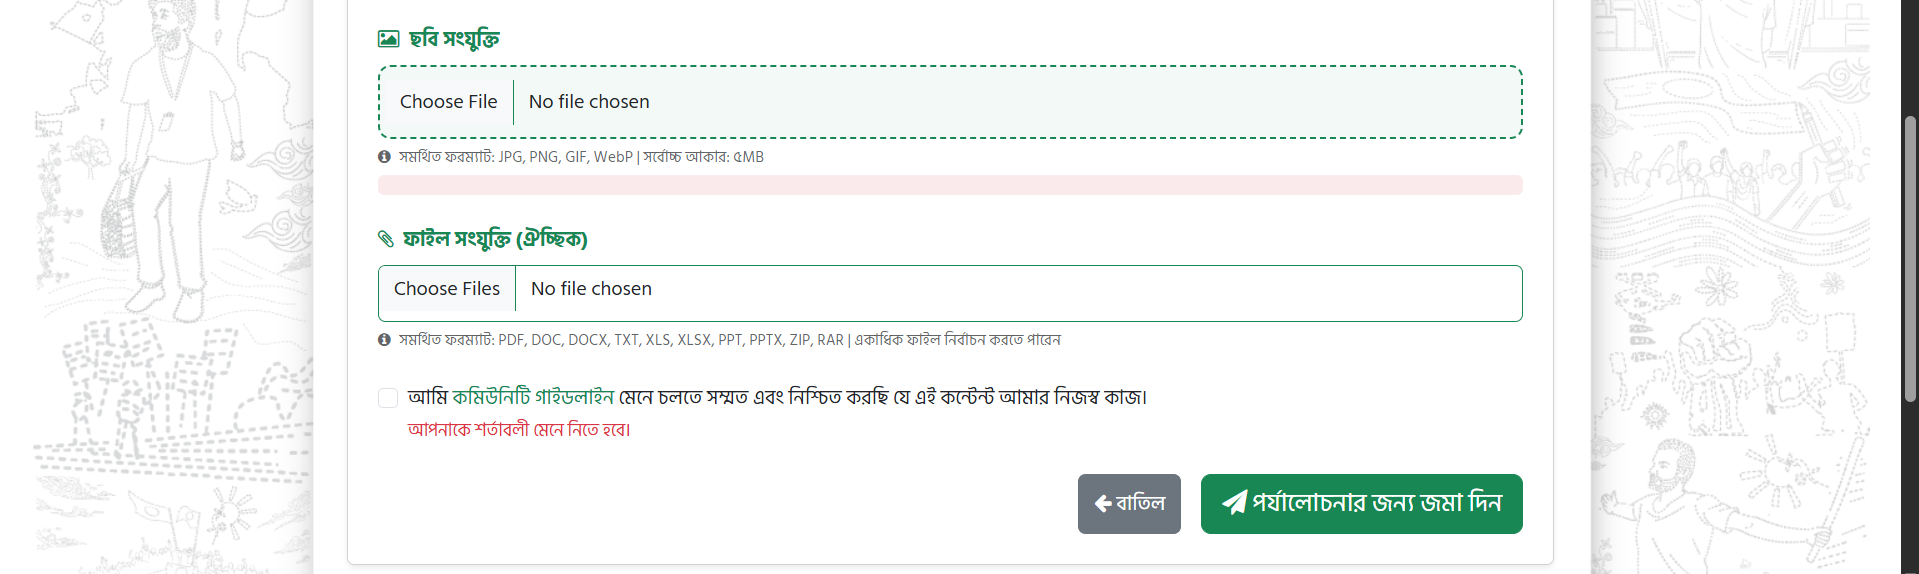 ছবি সংযুক্তি
Choose File No file chosen
সমর্থিত ফরম্যাট: JPG, PNG, GIF, WebP | সর্বোচ্চ আকার: ৫MB
ফাইল সংযুক্তি (ঐচ্ছিক)
Choose Files No file chosen
সমর্থিত ফরম্যাট: PDF, DOC, DOCX, TXT, XLS, XLSX, PPT, PPTX, ZIP, RAR | একাধিক ফাইল নির্বাচন করতে পারেন
আমি কমিউনিটি গাইডলাইন মেনে চলতে সম্মত এবং নিশ্চিত করছি যে এই কন্টেন্ট আমার নিজস্ব কাজ।
আপনাকে শর্তাবলী মেনে নিতে হবে।
বাতিল পর্যালোচনার জন্য জমা দিন